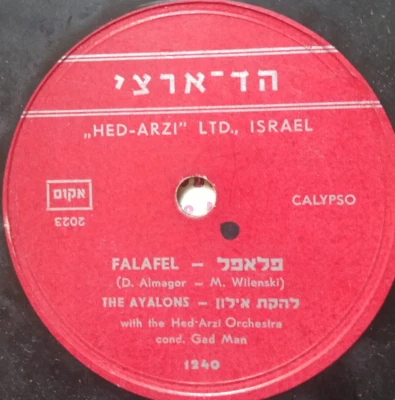 הד־ארצי
„HED-ARZI" LTD., ISRAEL
אקום
CALYPSO
2023
FALAFEL – פלאפל
(D. Almagor – M. Wilenski)
THE AYALONS – להקת אילון
with the Hed-Arzi Orchestra
cond. Gad Man
1240